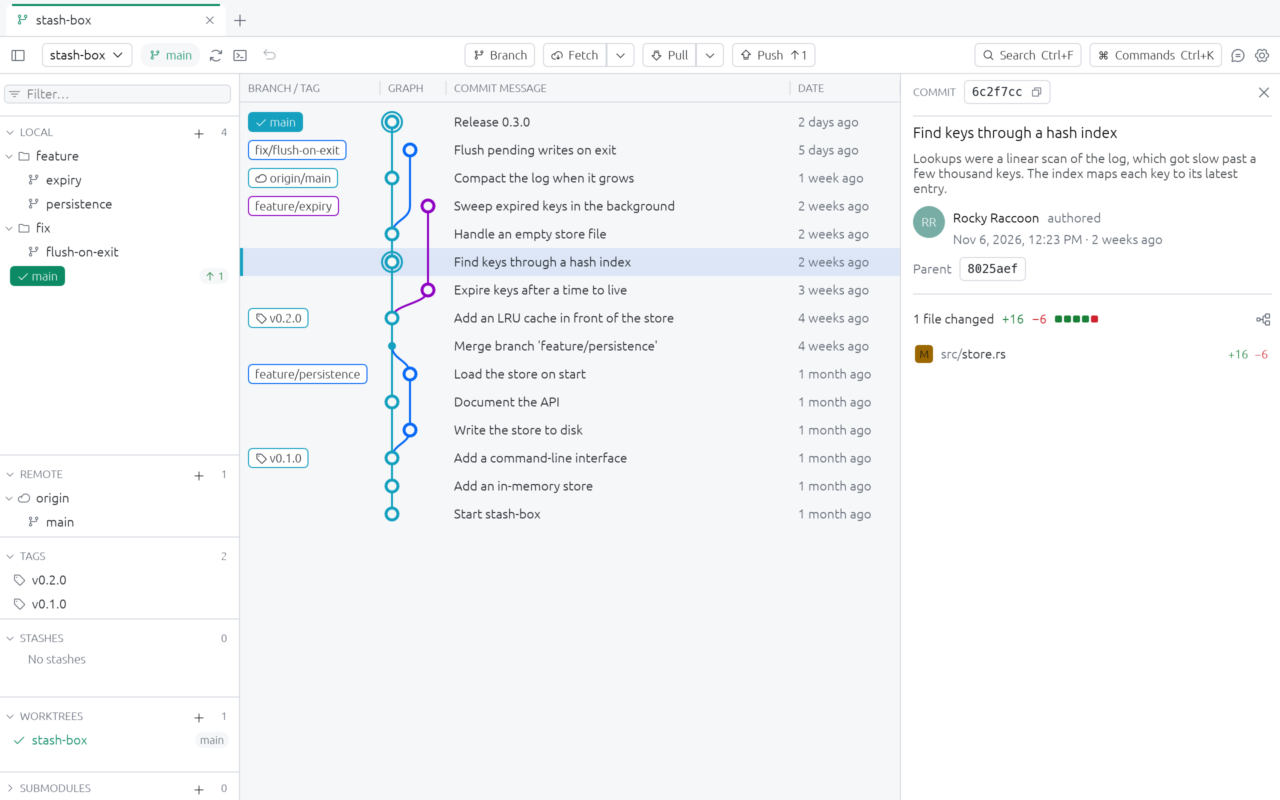 stash-box
stash-box main Branch Fetch Pull Push ↑1 Search Ctrl+F ⌘ Commands Ctrl+K
Filter...
LOCAL 4
feature
expiry
persistence
fix
flush-on-exit
main ↑ 1
REMOTE 1
origin
main
TAGS 2
v0.2.0
v0.1.0
STASHES 0
No stashes
WORKTREES 1
stash-box main
SUBMODULES 0
BRANCH / TAG GRAPH COMMIT MESSAGE DATE
main Release 0.3.0 2 days ago
fix/flush-on-exit Flush pending writes on exit 5 days ago
origin/main Compact the log when it grows 1 week ago
feature/expiry Sweep expired keys in the background 2 weeks ago
Handle an empty store file 2 weeks ago
Find keys through a hash index 2 weeks ago
Expire keys after a time to live 3 weeks ago
v0.2.0 Add an LRU cache in front of the store 4 weeks ago
Merge branch 'feature/persistence' 4 weeks ago
feature/persistence Load the store on start 1 month ago
Document the API 1 month ago
Write the store to disk 1 month ago
v0.1.0 Add a command-line interface 1 month ago
Add an in-memory store 1 month ago
Start stash-box 1 month ago
COMMIT 6c2f7cc
Find keys through a hash index
Lookups were a linear scan of the log, which got slow past a
few thousand keys. The index maps each key to its latest
entry.
RR Rocky Raccoon authored
Nov 6, 2026, 12:23 PM · 2 weeks ago
Parent 8025aef
1 file changed +16 −6
M src/store.rs +16 −6